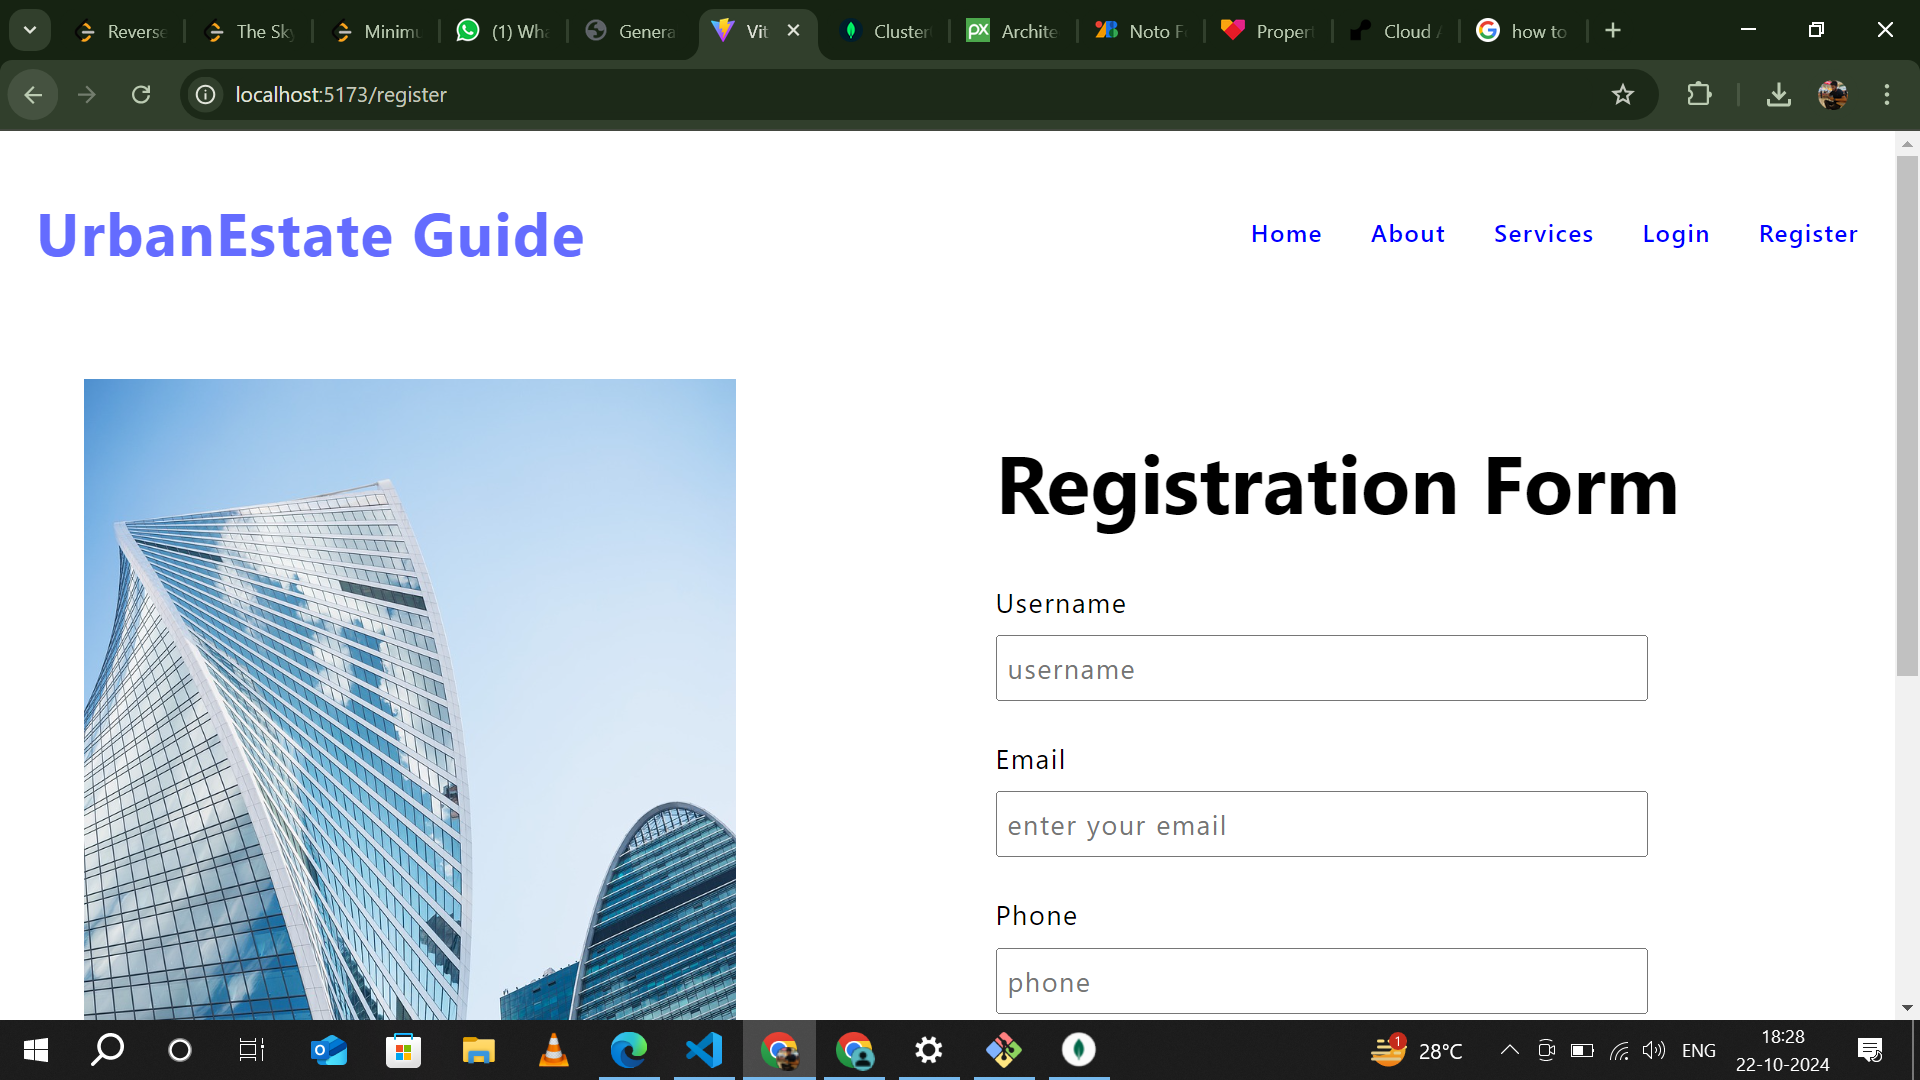 Reverse
The Sky
Minimu
(1) Wha
Genera
Vit
Cluster
Archite
Noto F
Propert
Cloud A
how to
localhost:5173/register
UrbanEstate Guide
Home About Services Login Register
Registration Form
Username
username
Email
enter your email
Phone
phone
1
28°C
ENG
18:28
22-10-2024